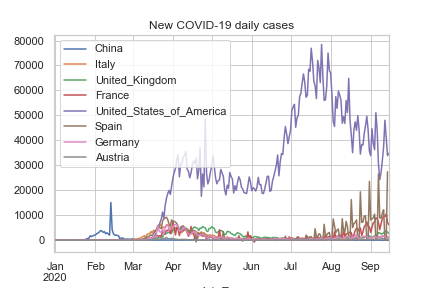 New COVID-19 daily cases
80000
70000
60000
50000
40000
30000
20000
10000
0
China
Italy
United_Kingdom
France
United_States_of_America
Spain
Germany
Austria
Jan Feb Mar Apr May Jun Jul Aug Sep
2020